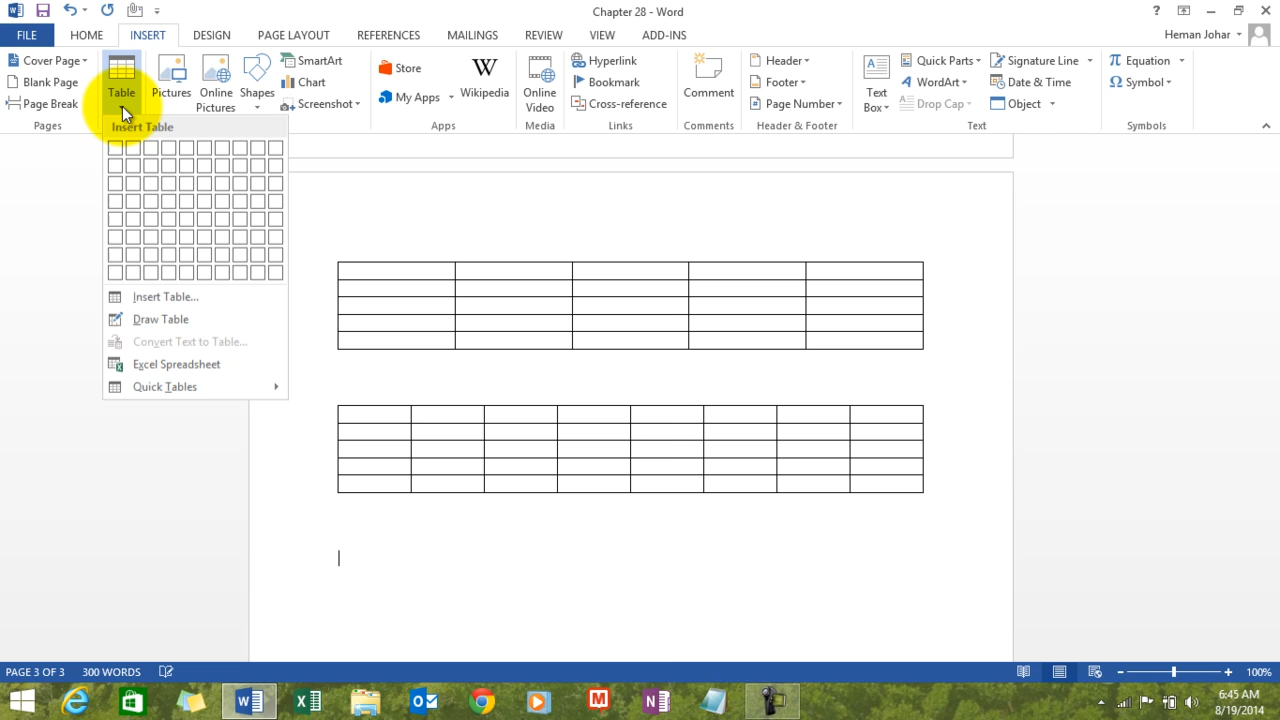 Chapter 28 - Word
?
FILE HOME INSERT DESIGN PAGE LAYOUT REFERENCES MAILINGS REVIEW VIEW ADD-INS Heman Johar
Cover Page
Blank Page
Page Break
Pages
Table
Pictures
Online Pictures
Shapes
SmartArt
Chart
Screenshot
Store
My Apps
W
Wikipedia
Apps
Online Video
Media
Hyperlink
Bookmark
Cross-reference
Links
Comment
Comments
Header
Footer
Page Number
Header & Footer
Text Box
Quick Parts
WordArt
Drop Cap
Signature Line
Date & Time
Object
Text
Equation
Symbol
Symbols
Insert Table
Insert Table...
Draw Table
Convert Text to Table...
Excel Spreadsheet
Quick Tables
PAGE 3 OF 3 300 WORDS 100%
6:45 AM
8/19/2014